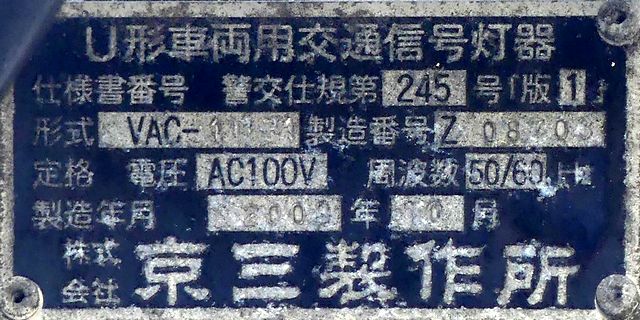 U形車両用交通信号灯器
仕様書番号 警交仕規第 245 号「版1」
形式 VAC- 製造番号 Z
定格 電圧 AC100V 周波数 50/60 Hz
製造年月 年 月
株式会社 京三製作所